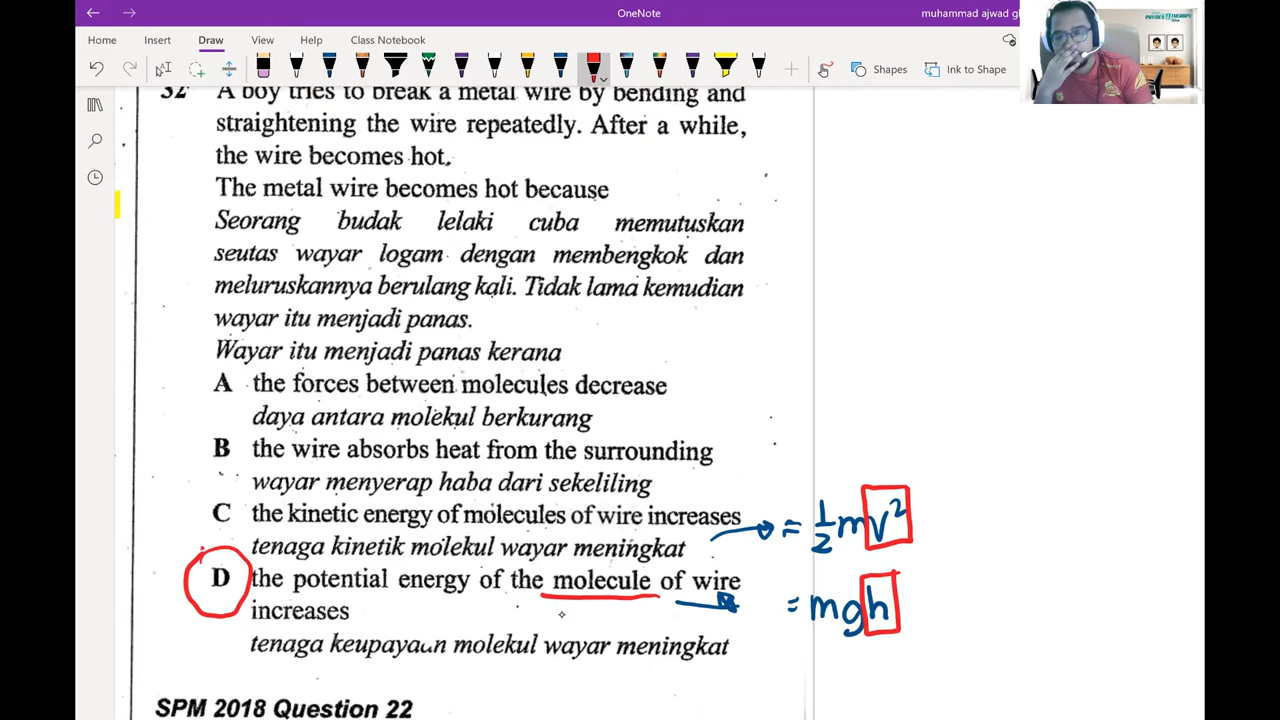 OneNote
muhammad ajwad gh
Home Insert Draw View Help Class Notebook
Shapes Ink to Shape
PHYSICS THERAPY
32 A boy tries to break a metal wire by bending and
straightening the wire repeatedly. After a while,
the wire becomes hot.
The metal wire becomes hot because
Seorang budak lelaki cuba memutuskan
seutas wayar logam dengan membengkok dan
meluruskannya berulang kali. Tidak lama kemudian
wayar itu menjadi panas.
Wayar itu menjadi panas kerana
A the forces between molecules decrease
daya antara molekul berkurang
B the wire absorbs heat from the surrounding
wayar menyerap haba dari sekeliling
C the kinetic energy of molecules of wire increases
= ½mv²
tenaga kinetik molekul wayar meningkat
D the potential energy of the molecule of wire
= mgh
increases
tenaga keupayaan molekul wayar meningkat
SPM 2018 Question 22